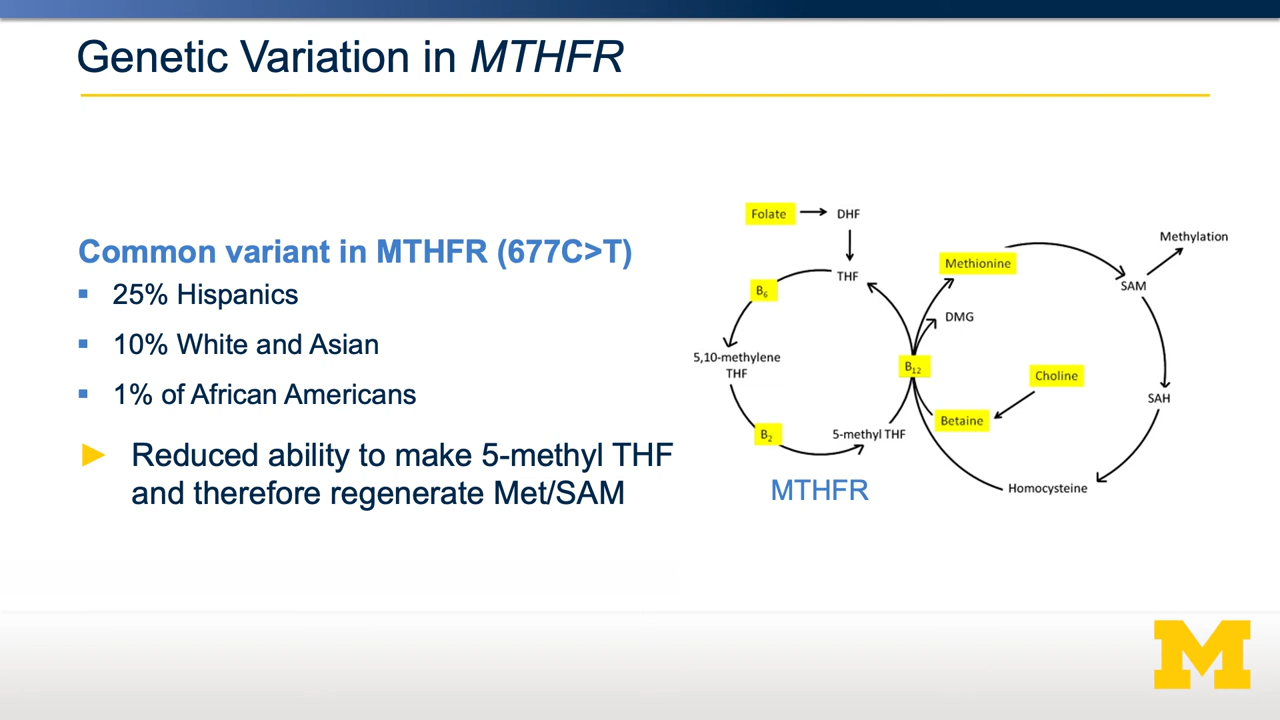 Genetic Variation in MTHFR
Common variant in MTHFR (677C>T)
25% Hispanics
10% White and Asian
1% of African Americans
Reduced ability to make 5-methyl THF
and therefore regenerate Met/SAM
Folate
DHF
THF
B6
5,10-methylene
THF
B2
5-methyl THF
MTHFR
B12
Methionine
DMG
Choline
Betaine
Homocysteine
SAM
Methylation
SAH
M